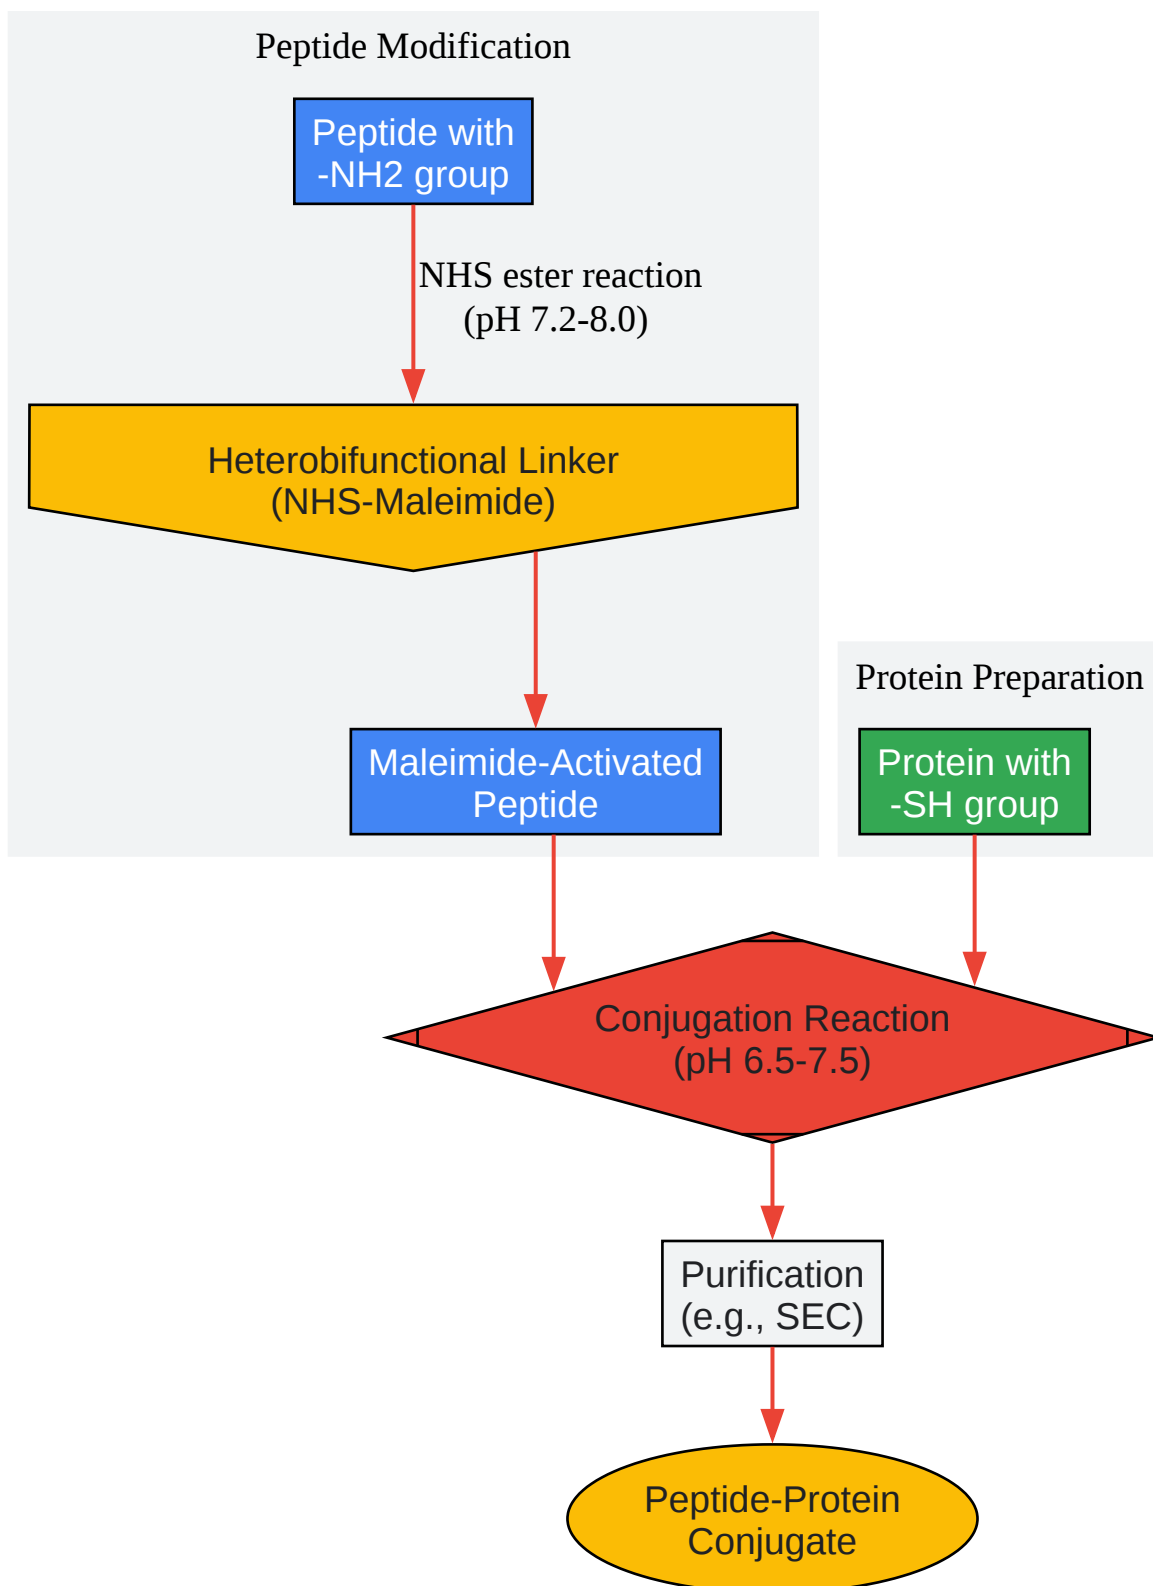 Peptide Modification
Peptide with
-NH2 group
NHS ester reaction
(pH 7.2-8.0)
Heterobifunctional Linker
(NHS-Maleimide)
Protein Preparation
Maleimide-Activated
Peptide
Protein with
-SH group
Conjugation Reaction
(pH 6.5-7.5)
Purification
(e.g., SEC)
Peptide-Protein
Conjugate